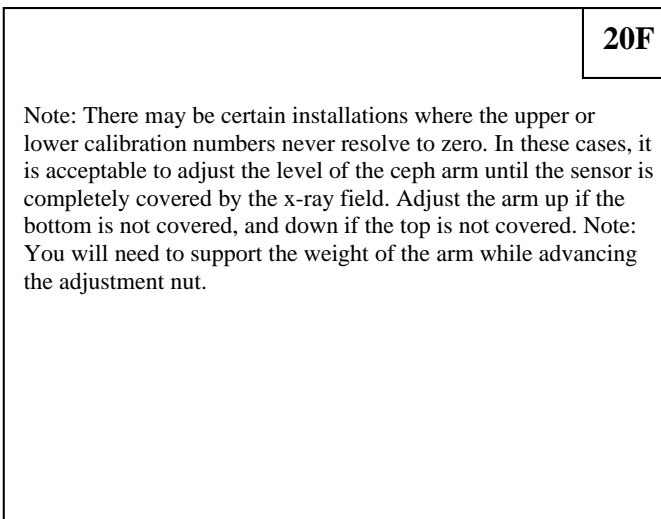 20F
Note: There may be certain installations where the upper or
lower calibration numbers never resolve to zero. In these cases, it
is acceptable to adjust the level of the ceph arm until the sensor is
completely covered by the x-ray field. Adjust the arm up if the
bottom is not covered, and down if the top is not covered. Note:
You will need to support the weight of the arm while advancing
the adjustment nut.